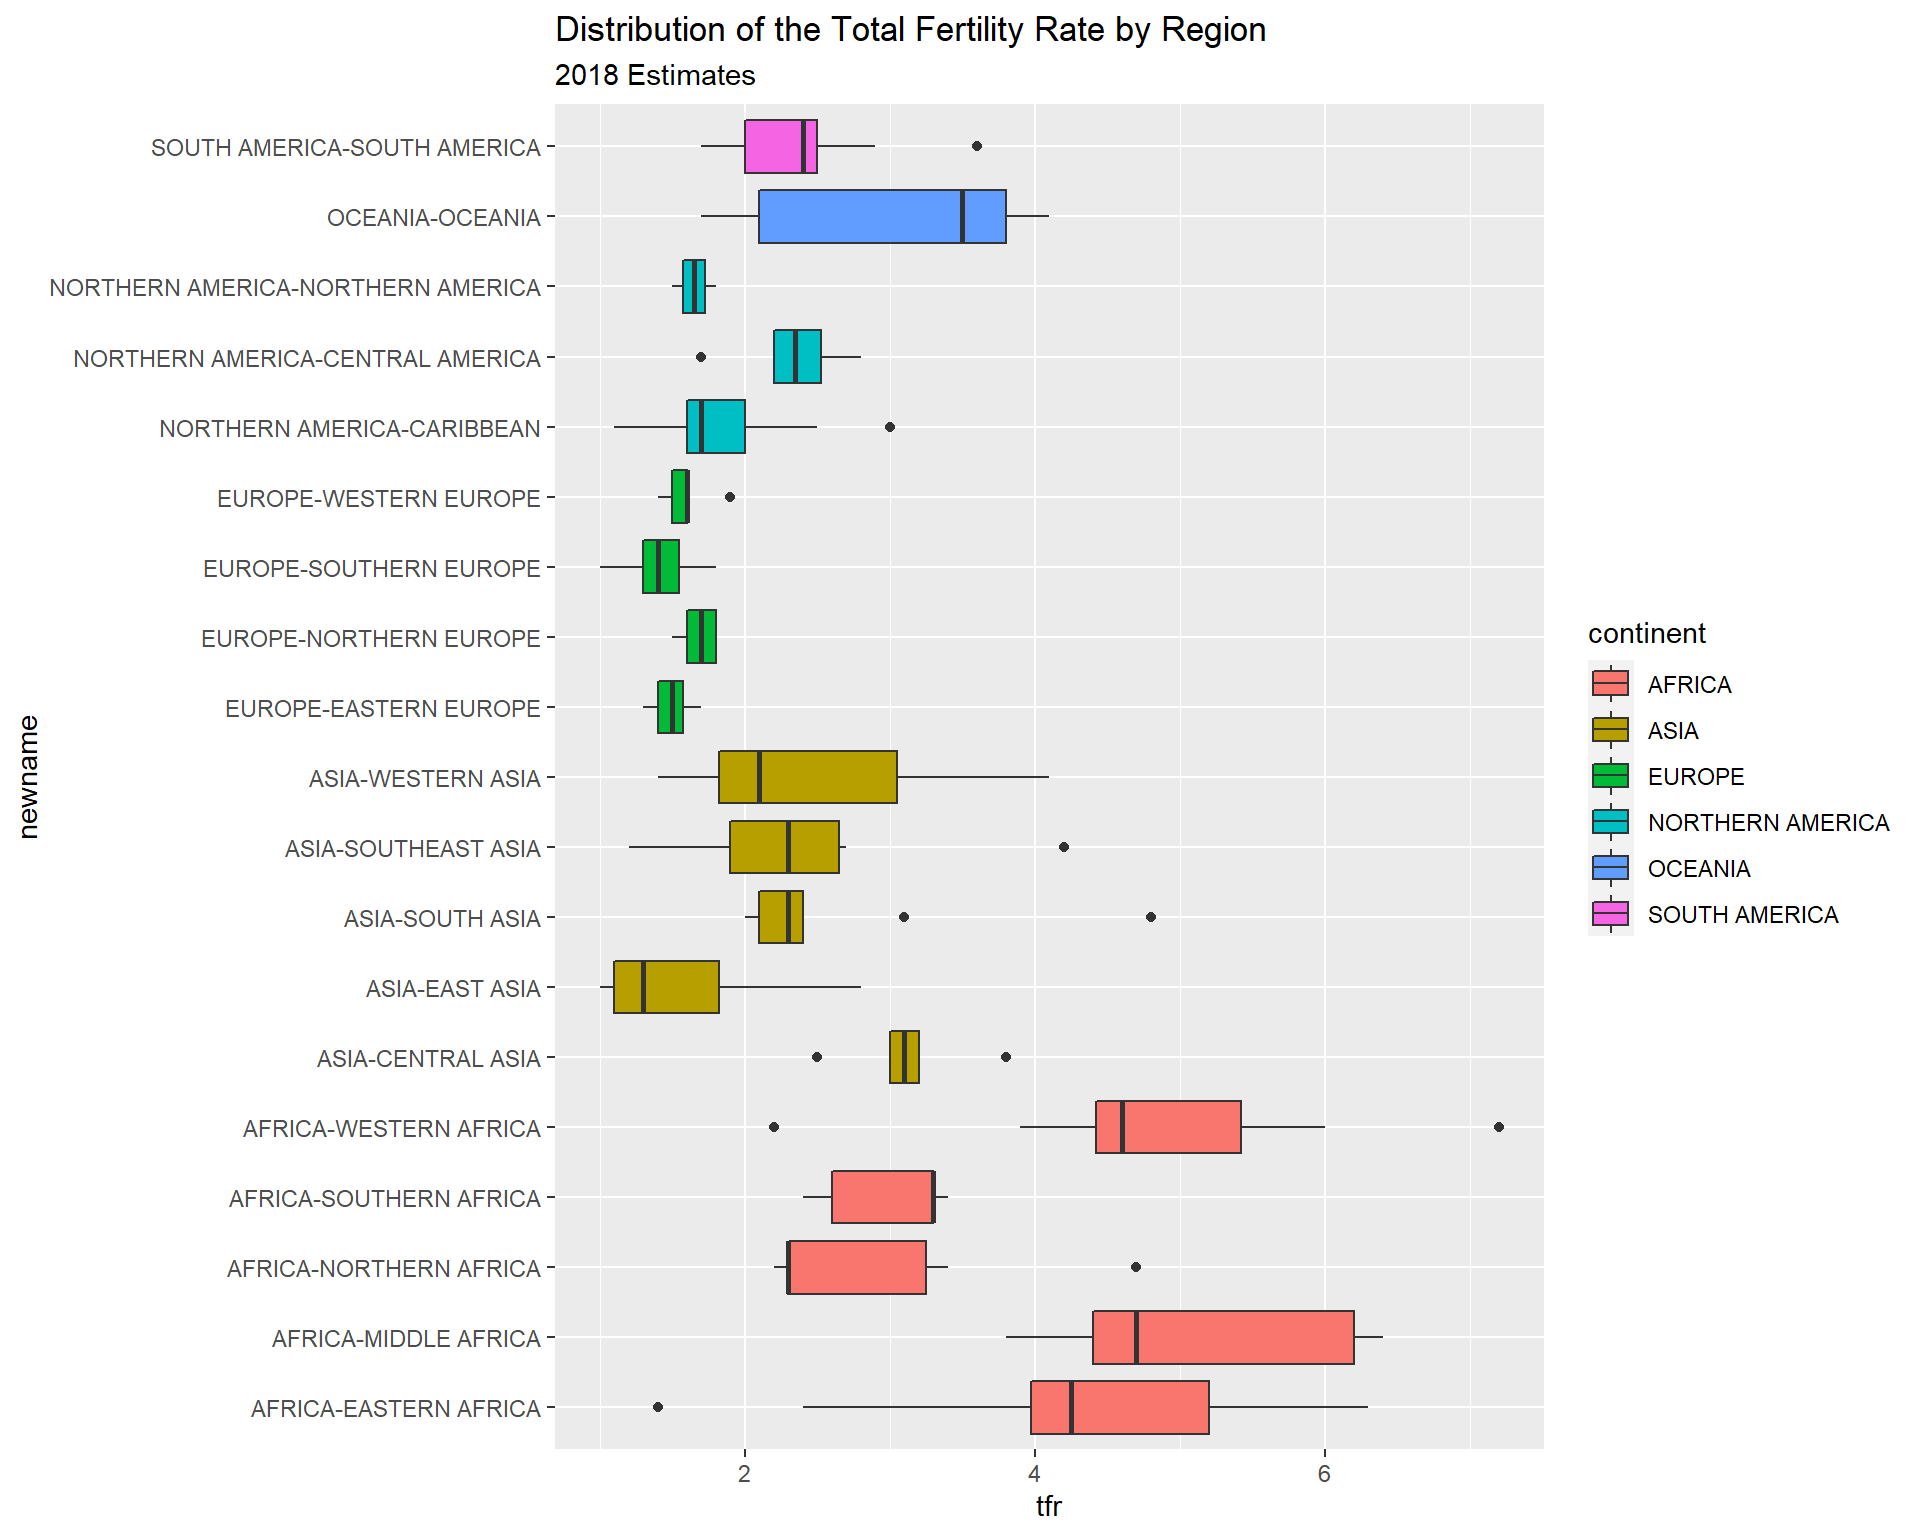 Distribution of the Total Fertility Rate by Region
2018 Estimates
SOUTH AMERICA-SOUTH AMERICA
OCEANIA-OCEANIA
NORTHERN AMERICA-NORTHERN AMERICA
NORTHERN AMERICA-CENTRAL AMERICA
NORTHERN AMERICA-CARIBBEAN
EUROPE-WESTERN EUROPE
EUROPE-SOUTHERN EUROPE
EUROPE-NORTHERN EUROPE
EUROPE-EASTERN EUROPE
ASIA-WESTERN ASIA
ASIA-SOUTHEAST ASIA
ASIA-SOUTH ASIA
ASIA-EAST ASIA
ASIA-CENTRAL ASIA
AFRICA-WESTERN AFRICA
AFRICA-SOUTHERN AFRICA
AFRICA-NORTHERN AFRICA
AFRICA-MIDDLE AFRICA
AFRICA-EASTERN AFRICA
newname
2 4 6
tfr
continent
AFRICA
ASIA
EUROPE
NORTHERN AMERICA
OCEANIA
SOUTH AMERICA